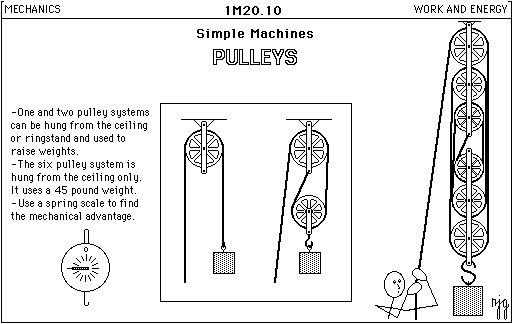 MECHANICS
1M20.10
WORK AND ENERGY
Simple Machines
PULLEYS
-One and two pulley systems
can be hung from the ceiling
or ringstand and used to
raise weights.
-The six pulley system is
hung from the ceiling only.
It uses a 45 pound weight.
-Use a spring scale to find
the mechanical advantage.
njg